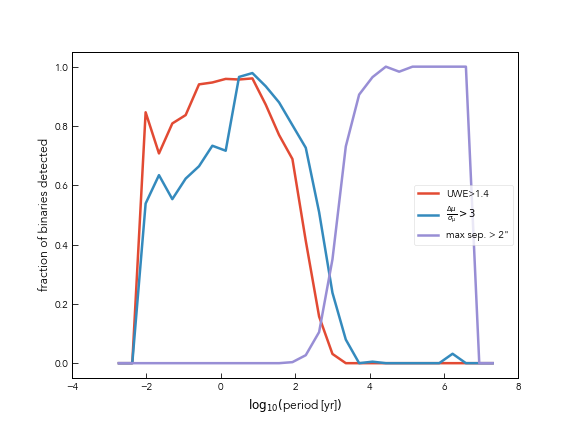 1.0
0.8
0.6
0.4
0.2
0.0
fraction of binaries detected
UWE>1.4
Δμ/σμ > 3
max sep. > 2"
−4 −2 0 2 4 6 8
log10(period [yr])